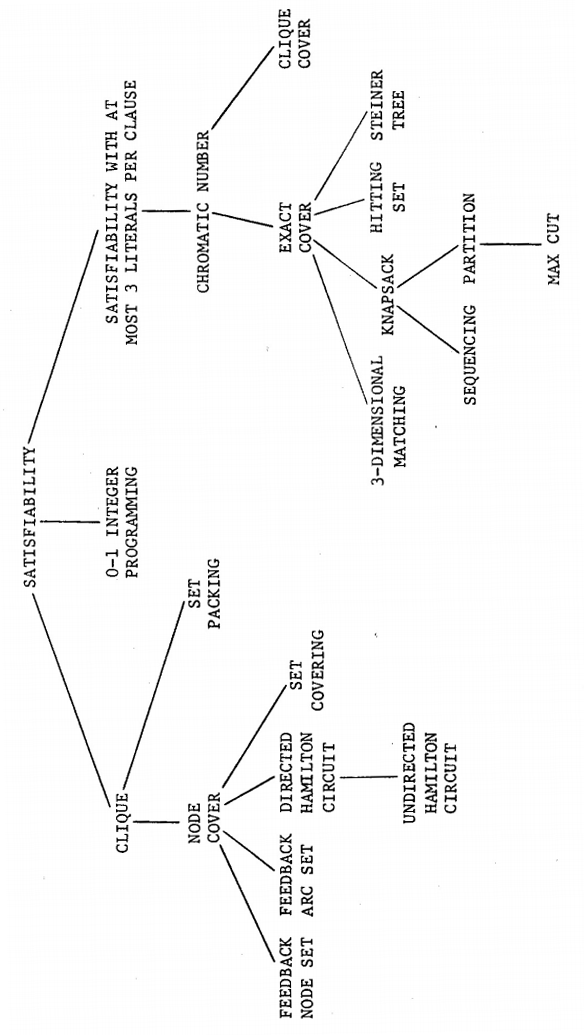 SATISFIABILITY
CLIQUE
0-1 INTEGER
PROGRAMMING
SATISFIABILITY WITH AT
MOST 3 LITERALS PER CLAUSE
NODE
COVER
SET
PACKING
CHROMATIC NUMBER
FEEDBACK
NODE SET
FEEDBACK
ARC SET
DIRECTED
HAMILTON
CIRCUIT
SET
COVERING
EXACT
COVER
CLIQUE
COVER
UNDIRECTED
HAMILTON
CIRCUIT
3-DIMENSIONAL
MATCHING
KNAPSACK
HITTING
SET
STEINER
TREE
SEQUENCING
PARTITION
MAX CUT